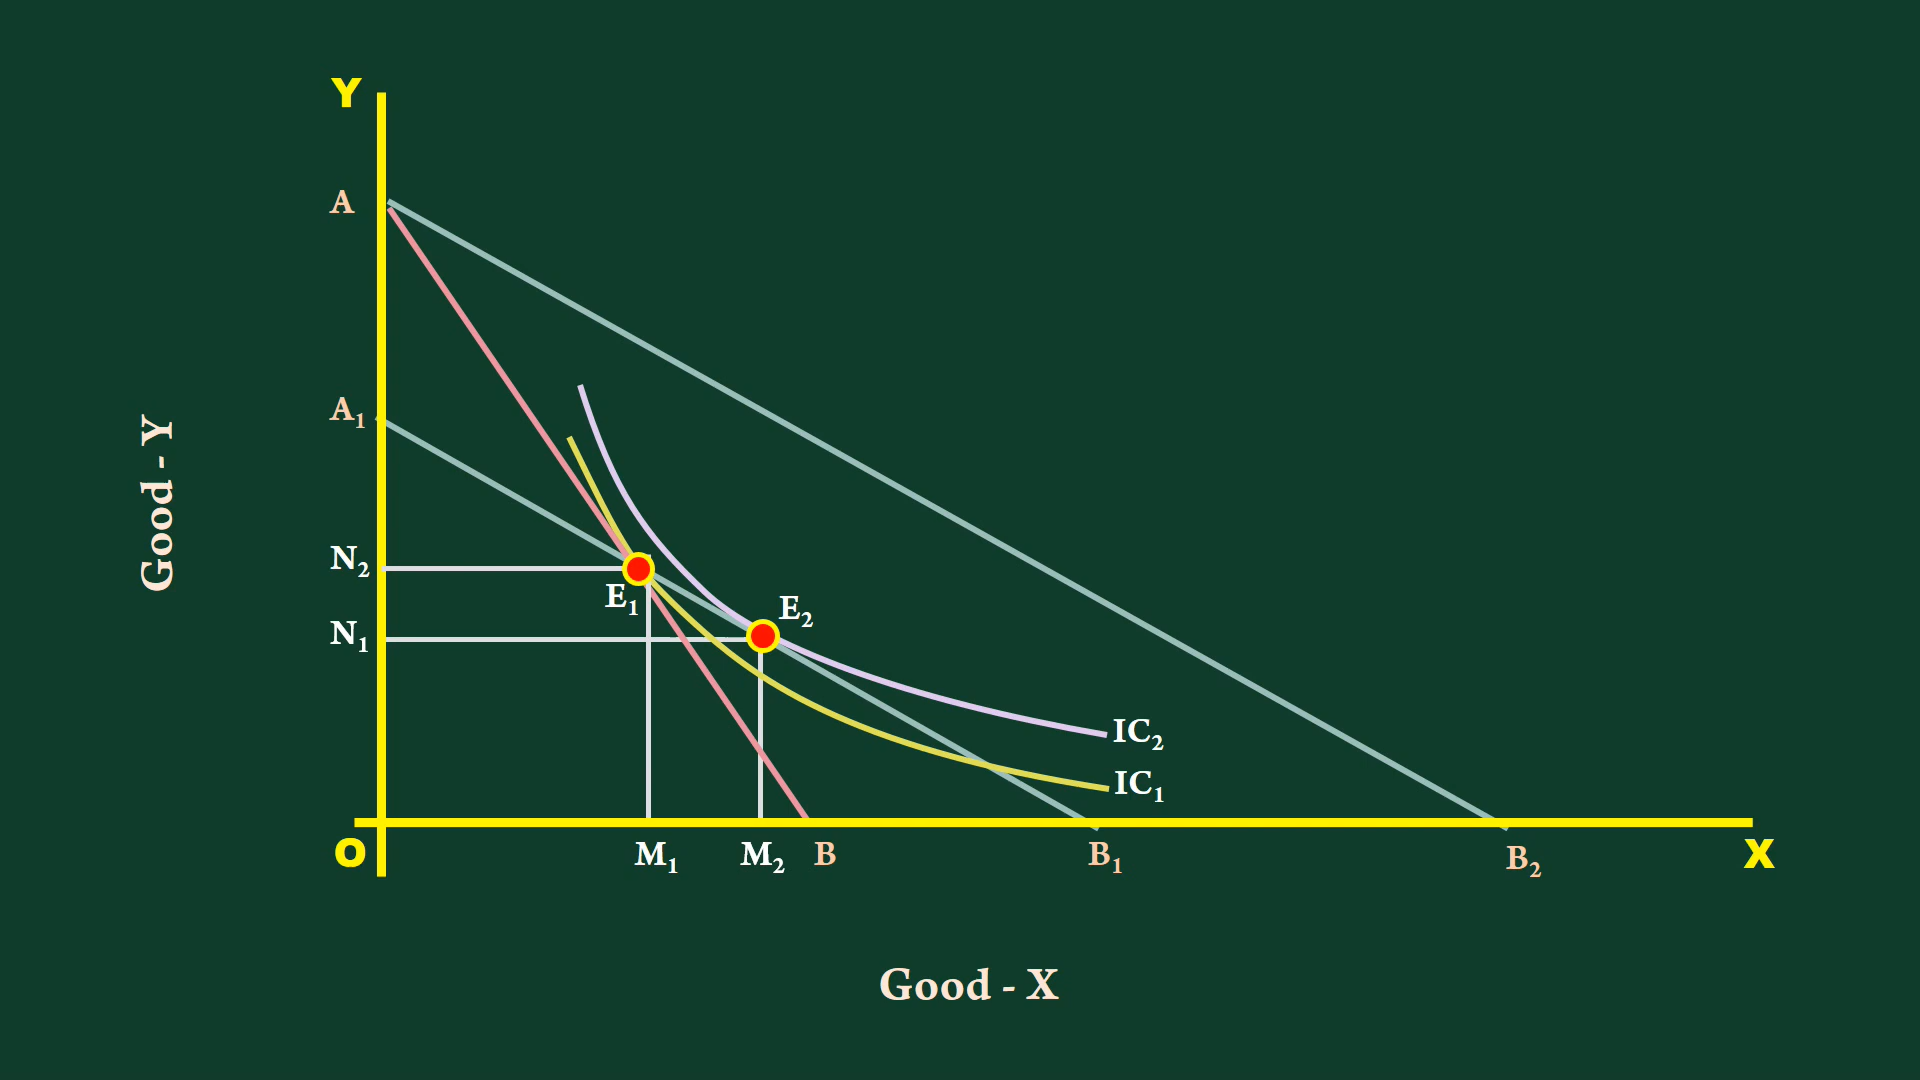 Y
A
A₁
Good - Y
N₂
E₁
E₂
N₁
IC₂
IC₁
O
M₁
M₂
B
B₁
B₂
X
Good - X